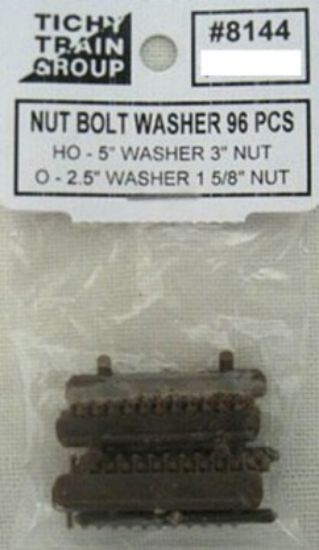 TICHY
TRAIN
GROUP
#8144
NUT BOLT WASHER 96 PCS
HO - 5" WASHER 3" NUT
O - 2.5" WASHER 1 5/8" NUT